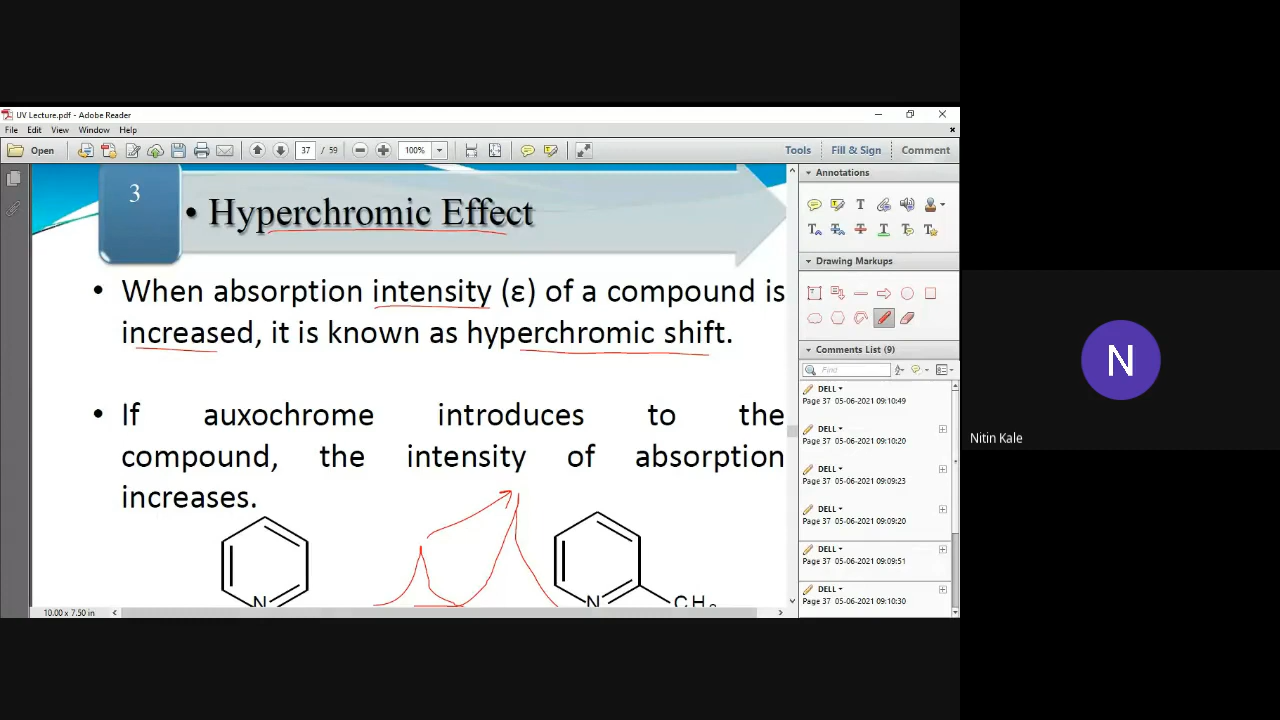 UV Lecture.pdf - Adobe Reader
File Edit View Window Help
Open 37 / 59 100% Tools Fill & Sign Comment
3
• Hyperchromic Effect
• When absorption intensity (ε) of a compound is
increased, it is known as hyperchromic shift.
• If auxochrome introduces to the
compound, the intensity of absorption
increases.
N
N CH
10.00 x 7.50 in
Annotations
Drawing Markups
Comments List (9)
Find
DELL
Page 37 05-06-2021 09:10:49
DELL
Page 37 05-06-2021 09:10:20
DELL
Page 37 05-06-2021 09:09:23
DELL
Page 37 05-06-2021 09:09:20
DELL
Page 37 05-06-2021 09:09:51
DELL
Page 37 05-06-2021 09:10:30
N
Nitin Kale